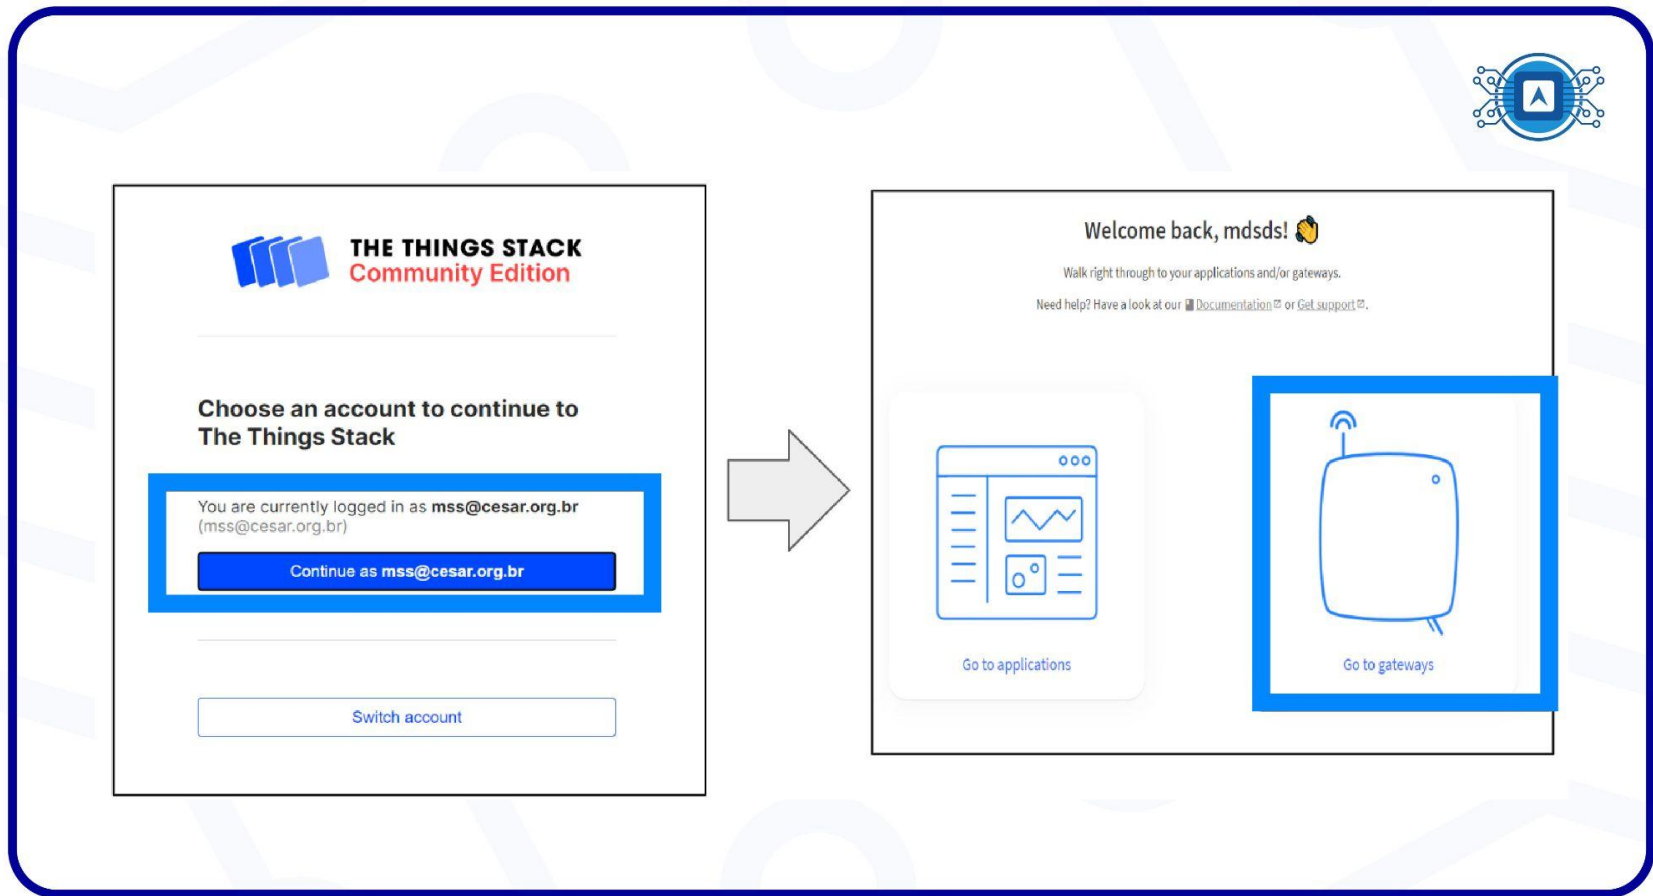 THE THINGS STACK
Community Edition
Choose an account to continue to
The Things Stack
You are currently logged in as mss@cesar.org.br
(mss@cesar.org.br)
Continue as mss@cesar.org.br
Switch account
Welcome back, mdsds! 👏
Walk right through to your applications and/or gateways.
Need help? Have a look at our Documentation or Get support.
Go to applications
Go to gateways